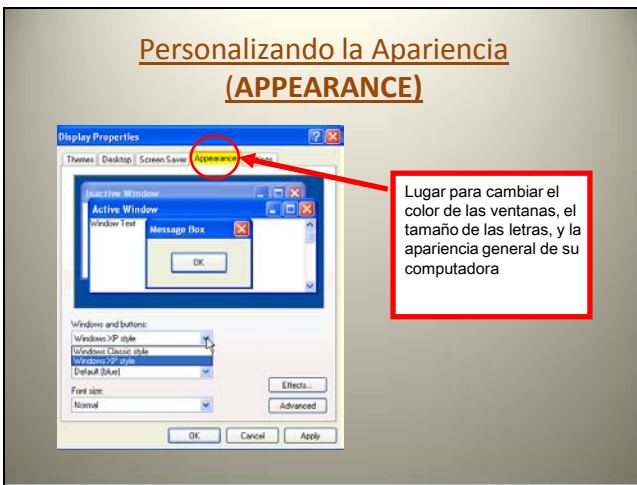 Personalizando la Apariencia
(APPEARANCE)
Display Properties
Themes Desktop Screen Saver Appearance
Inactive Window
Active Window
Window Text
Message Box
OK
Lugar para cambiar el
color de las ventanas, el
tamaño de las letras, y la
apariencia general de su
computadora
Windows and buttons:
Windows XP style
Windows Classic style
Windows XP style
Default (blue)
Effects...
Font size:
Normal
Advanced
OK Cancel Apply